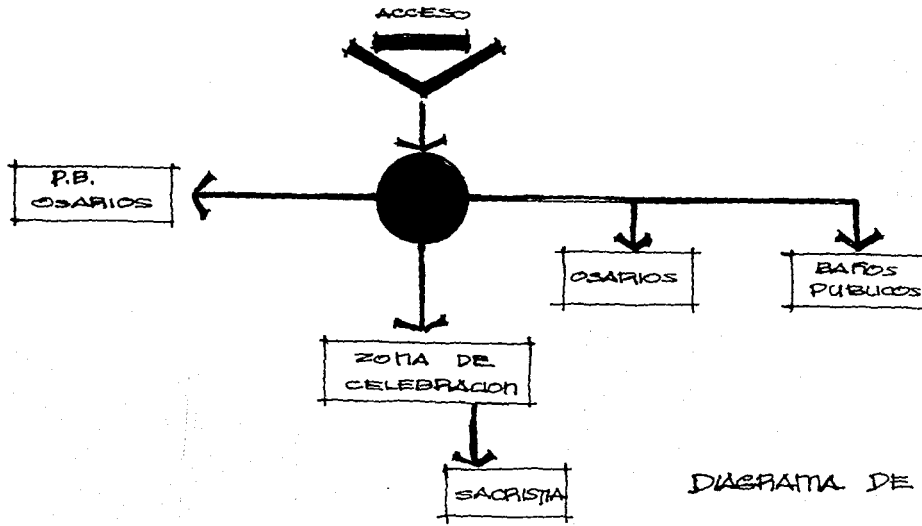 ACCESO
P.B.
OSARIOS
OSARIOS
BAÑOS
PUBLICOS
ZONA DE
CELEBRACION
SACRISTIA
DIAGRAMA DE